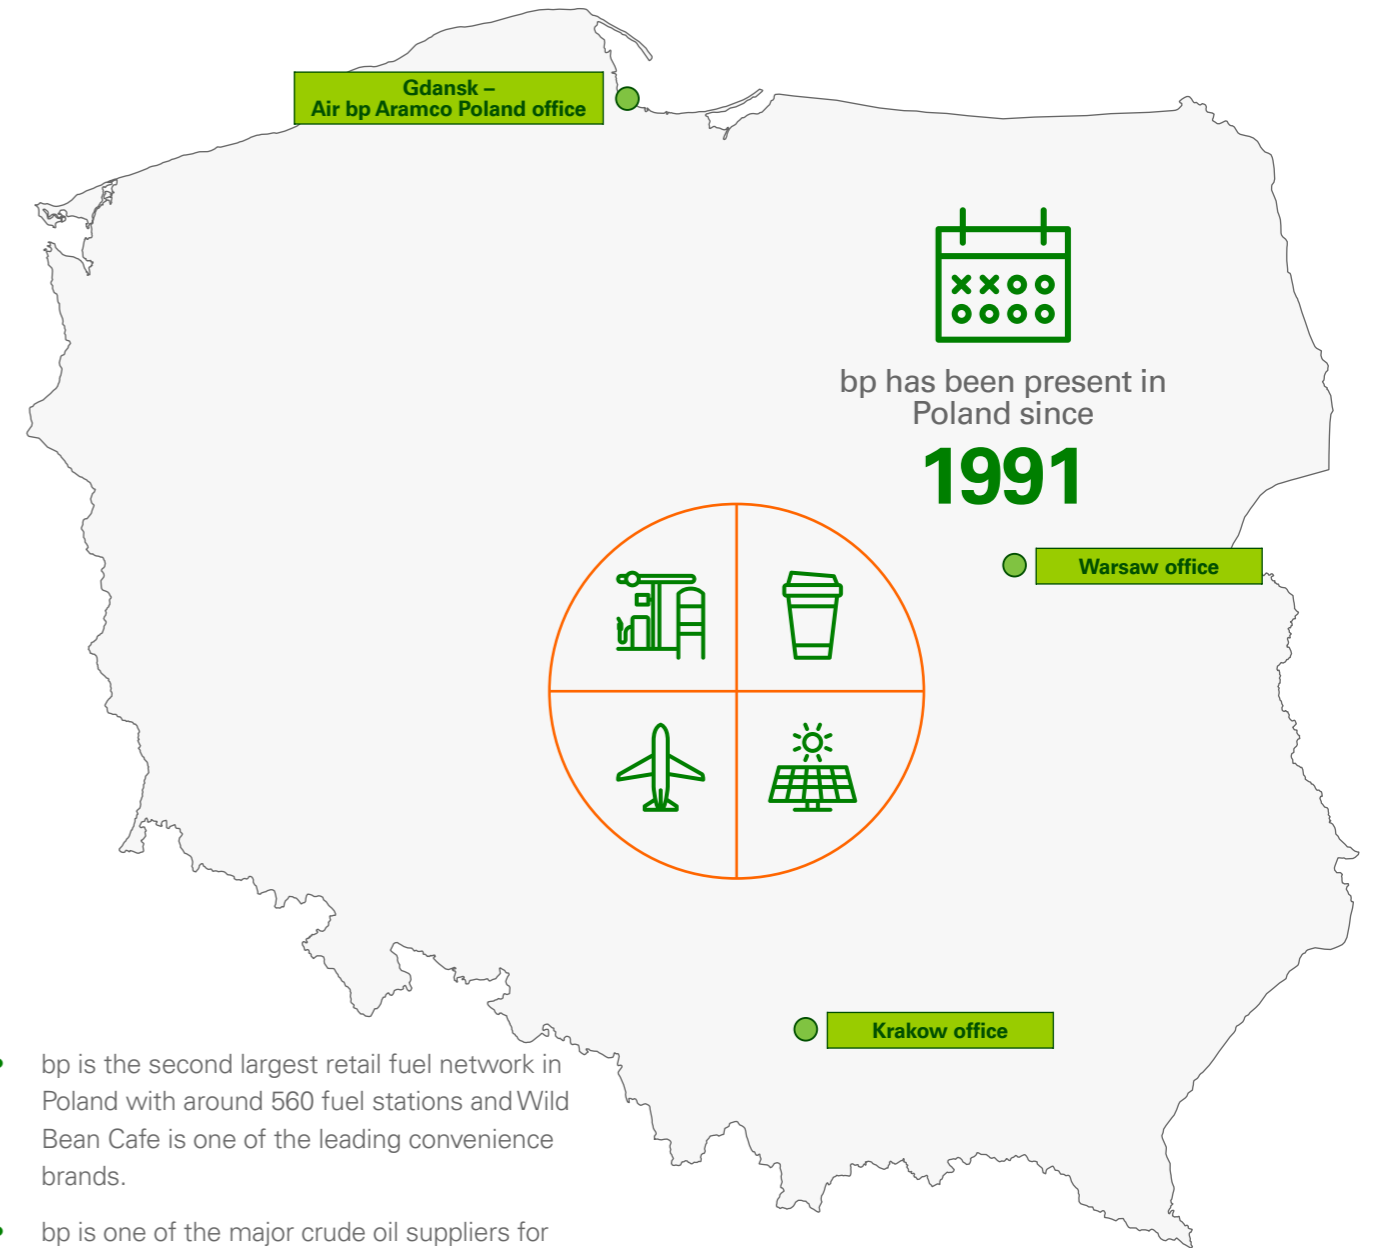 Gdansk –
Air bp Aramco Poland office
bp has been present in
Poland since
1991
Warsaw office
Krakow office
• bp is the second largest retail fuel network in
Poland with around 560 fuel stations and Wild
Bean Cafe is one of the leading convenience
brands.
• bp is one of the major crude oil suppliers for